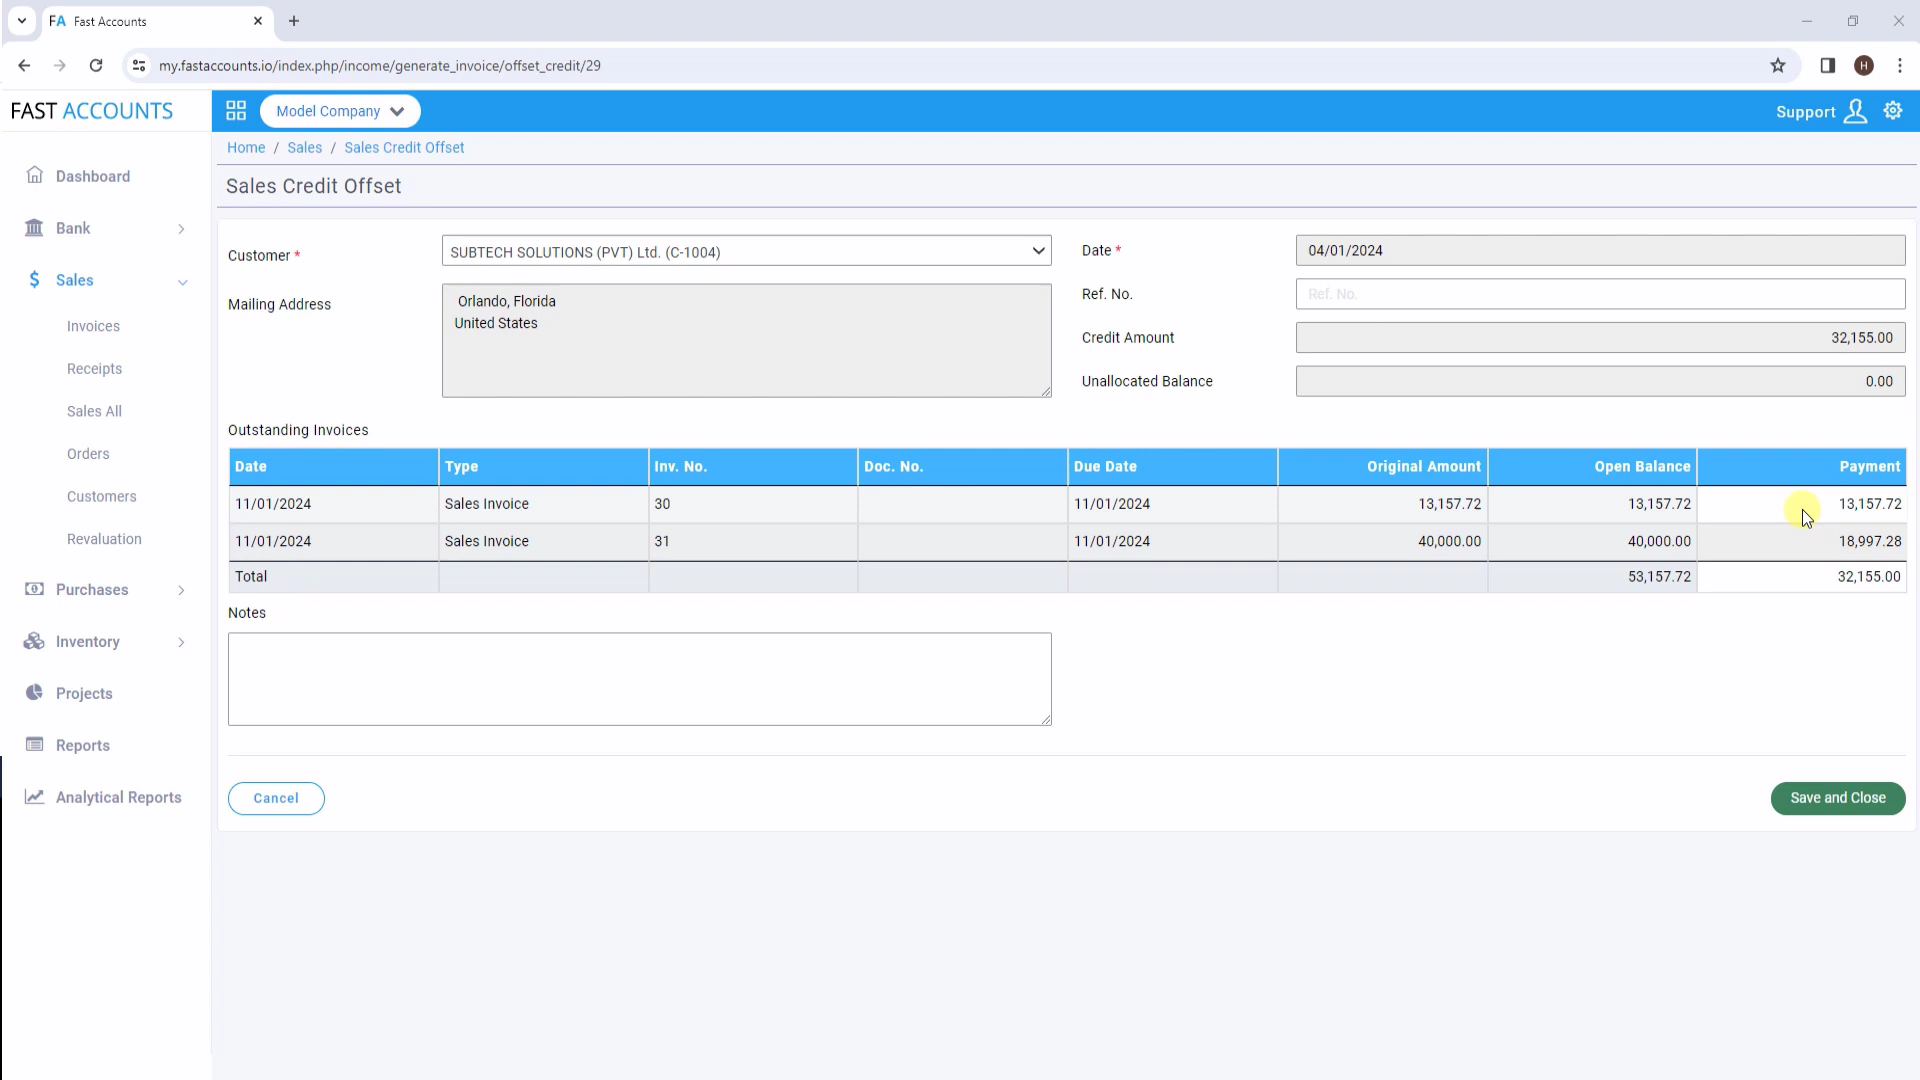 FA Fast Accounts
my.fastaccounts.io/index.php/income/generate_invoice/offset_credit/29
H
FAST ACCOUNTS
Model Company
Support
Home / Sales / Sales Credit Offset
Sales Credit Offset
Dashboard
Bank
Sales
Invoices
Receipts
Sales All
Orders
Customers
Revaluation
Purchases
Inventory
Projects
Reports
Analytical Reports
Customer *
SUBTECH SOLUTIONS (PVT) Ltd. (C-1004)
Mailing Address
Orlando, Florida
United States
Date *
04/01/2024
Ref. No.
Ref. No.
Credit Amount
32,155.00
Unallocated Balance
0.00
Outstanding Invoices
Date Type Inv. No. Doc. No. Due Date Original Amount Open Balance Payment
11/01/2024 Sales Invoice 30 11/01/2024 13,157.72 13,157.72 13,157.72
11/01/2024 Sales Invoice 31 11/01/2024 40,000.00 40,000.00 18,997.28
Total 53,157.72 32,155.00
Notes
Cancel
Save and Close